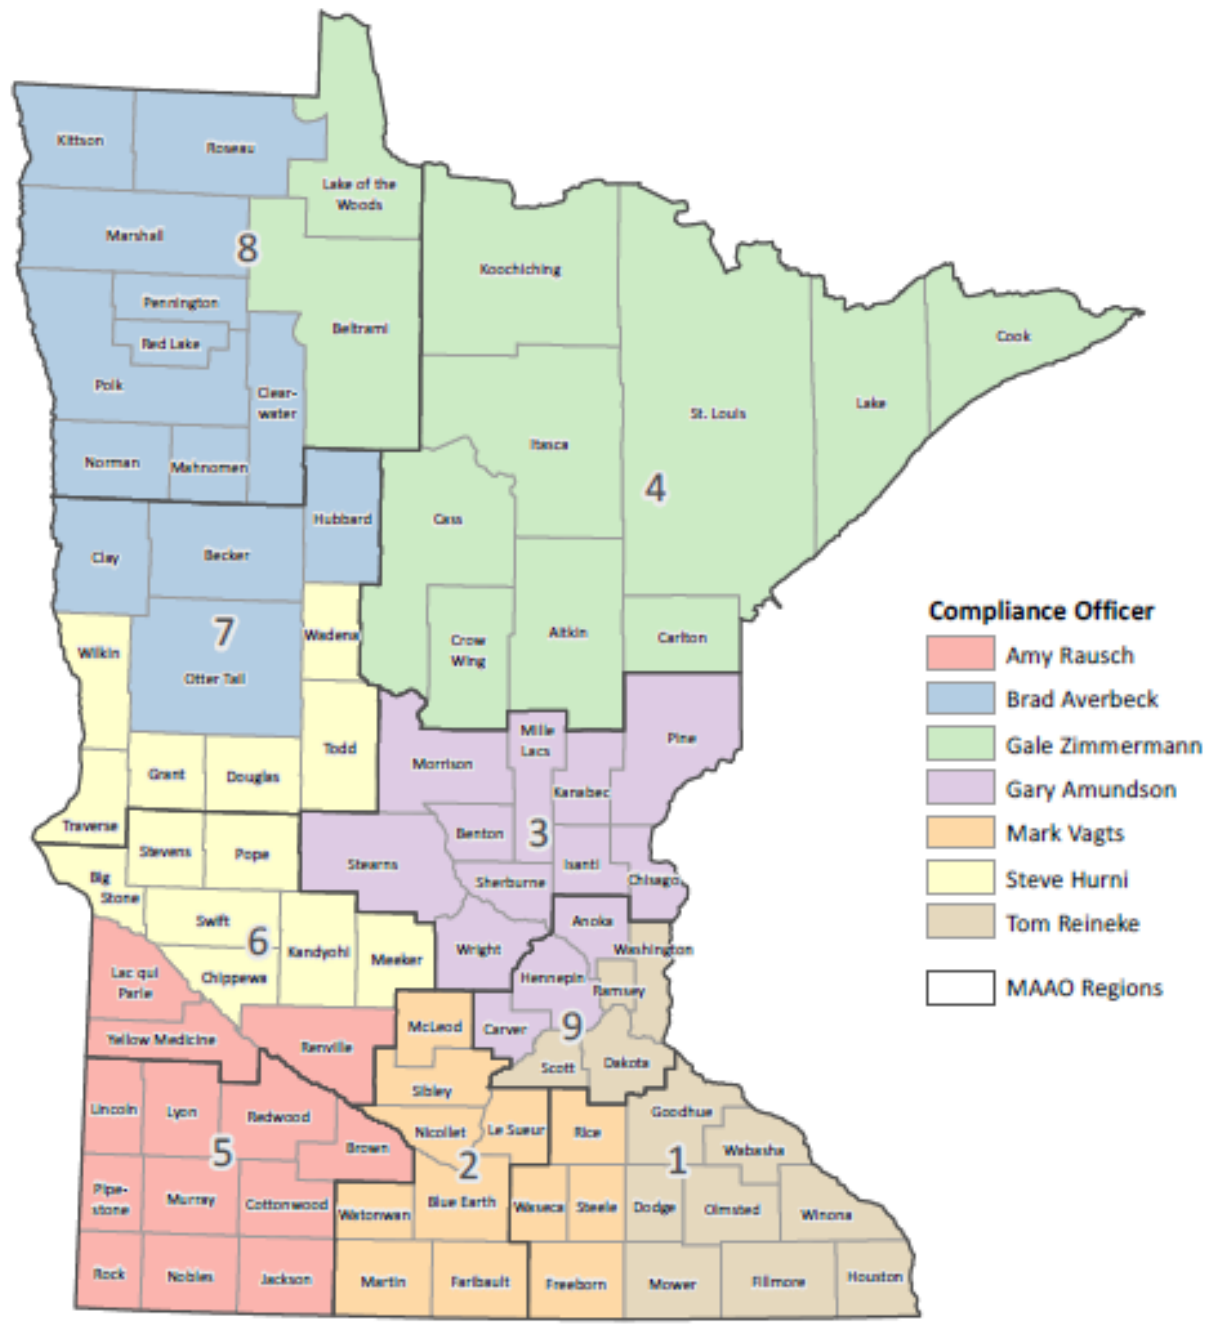 Kittson
Roseau
Lake of the
Woods
Marshall
8
Koochiching
Pennington
Beltrami
Cook
Red Lake
Polk
Clear-
water
Lake
St. Louis
Itasca
Norman
Mahnomen
4
Hubbard
Cass
Clay
Becker
7
Wadena
Crow
Wing
Aitkin
Carlton
Wilkin
Otter Tail
Mille
Lacs
Pine
Todd
Morrison
Grant
Douglas
Kanabec
Traverse
Benton
3
Stevens
Pope
Stearns
Isanti
Big
Stone
Sherburne
Chisago
Swift
6
Anoka
Kandyohi
Meeker
Wright
Washington
Lac qui
Parle
Chippewa
Hennepin
Ramsey
Yellow Medicine
Renville
McLeod
Carver
9
Scott
Dakota
Sibley
Lincoln
Lyon
Redwood
Nicollet
Le Sueur
Rice
Goodhue
5
Brown
2
1
Wabasha
Pipe-
stone
Murray
Cottonwood
Watonwan
Blue Earth
Waseca
Steele
Dodge
Olmsted
Winona
Rock
Nobles
Jackson
Martin
Faribault
Freeborn
Mower
Fillmore
Houston
Compliance Officer
Amy Rausch
Brad Averbeck
Gale Zimmermann
Gary Amundson
Mark Vagts
Steve Hurni
Tom Reineke
MAAO Regions